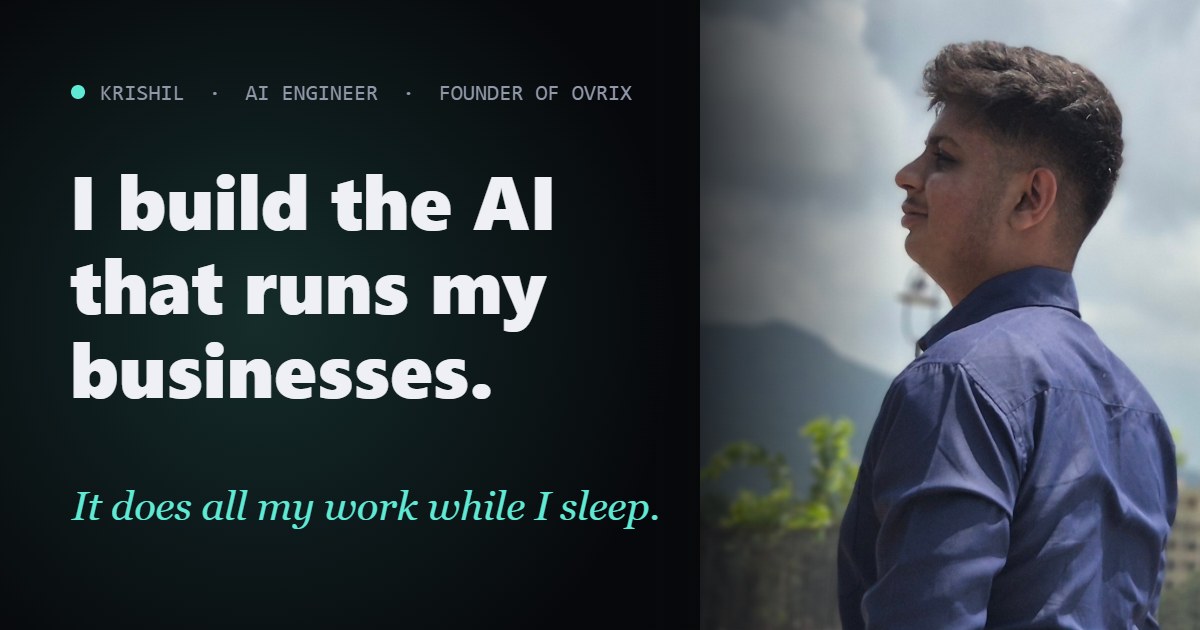 KRISHIL · AI ENGINEER · FOUNDER OF OVRIX
I build the AI
that runs my
businesses.
It does all my work while I sleep.